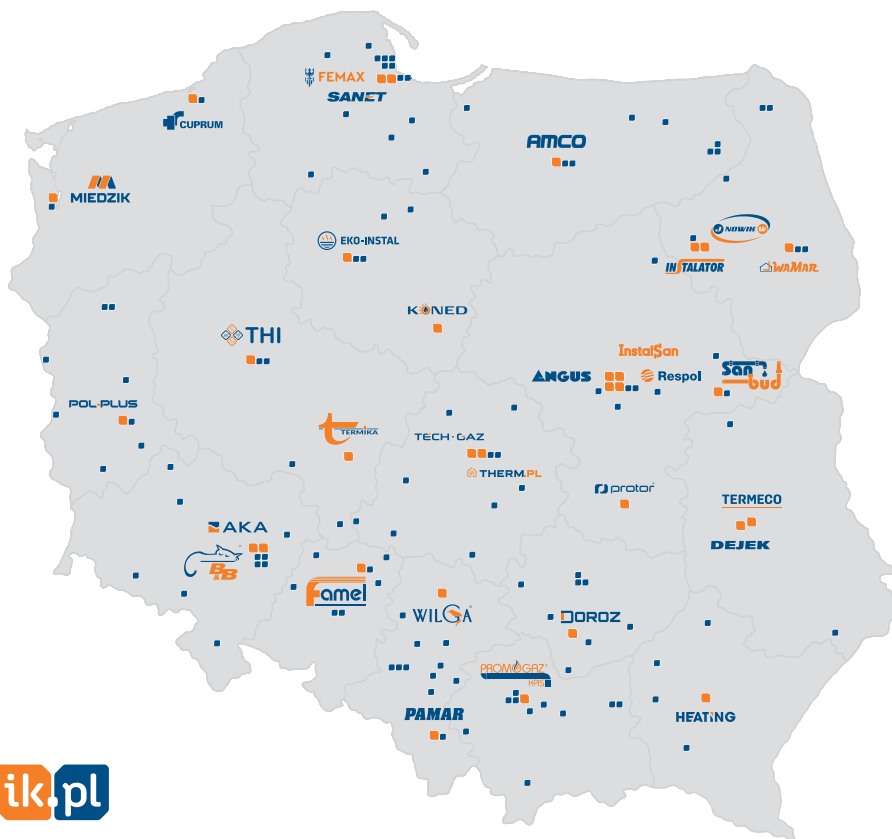 FEMAX
SANET
CUPRUM
AMCO
MIEDZIK
NOWIK
EKO-INSTAL
INSTALATOR
WAMAR
KONED
THI
InstalSan
ANGUS
Respol
San
bud
POL-PLUS
TERMIKA
TECH-GAZ
THERM.PL
protor
TERMECO
AKA
DEJEK
B&B
Famel
WILGA
DOROZ
PROMOGAZ
KPIS
PAMAR
HEATING
ik.pl